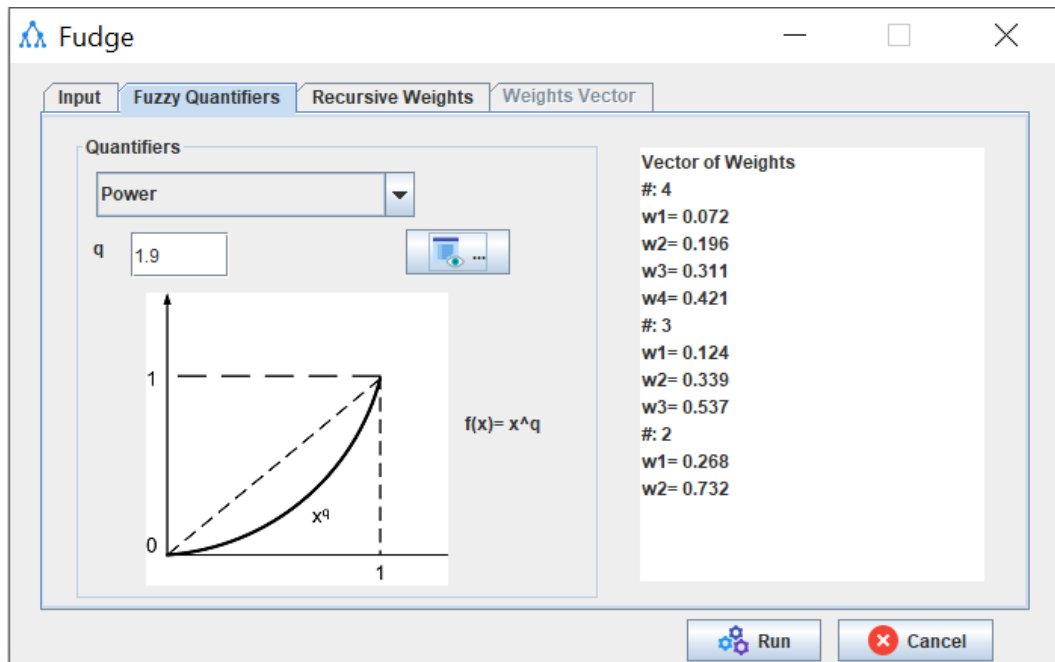 Fudge
Input Fuzzy Quantifiers Recursive Weights Weights Vector
Quantifiers
Power
q 1.9 ...
1
0
1
x^q
f(x)= x^q
Vector of Weights
#: 4
w1= 0.072
w2= 0.196
w3= 0.311
w4= 0.421
#: 3
w1= 0.124
w2= 0.339
w3= 0.537
#: 2
w1= 0.268
w2= 0.732
Run Cancel